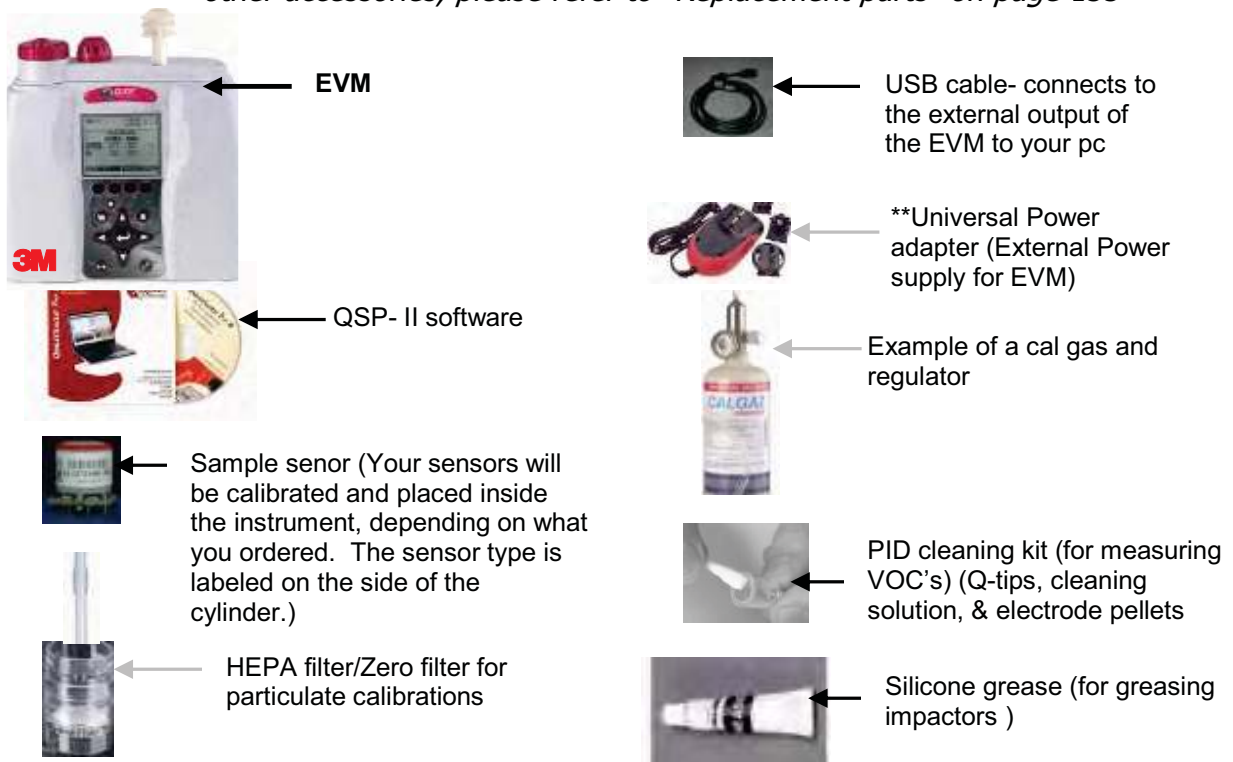 other accessories, please refer to "Replacement parts" on page 188
EVM
3M
QSP- II software
Sample senor (Your sensors will
be calibrated and placed inside
the instrument, depending on what
you ordered. The sensor type is
labeled on the side of the
cylinder.)
HEPA filter/Zero filter for
particulate calibrations
USB cable- connects to
the external output of
the EVM to your pc
**Universal Power
adapter (External Power
supply for EVM)
CALGAZ
Example of a cal gas and
regulator
PID cleaning kit (for measuring
VOC's) (Q-tips, cleaning
solution, & electrode pellets
Silicone grease (for greasing
impactors )